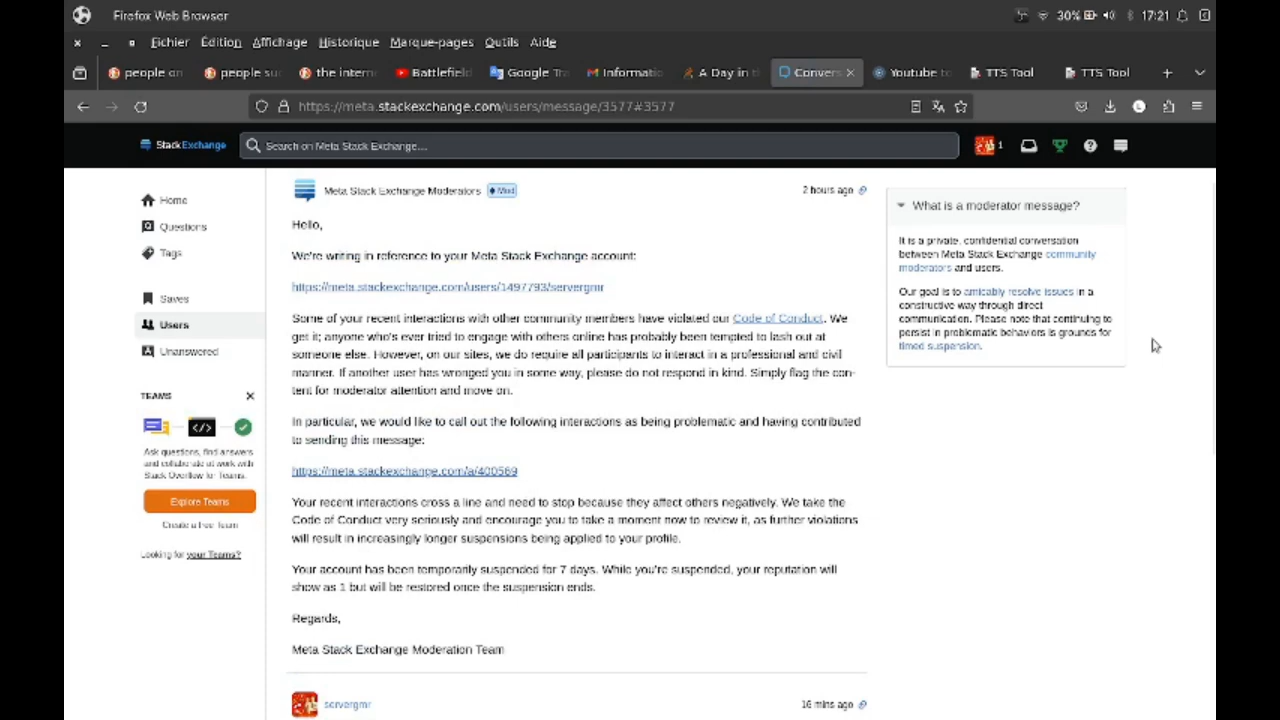 Firefox Web Browser
30%
17:21
Fichier Édition Affichage Historique Marque-pages Outils Aide
people on
people su
the intern
Battlefield
Google Tra
Informatio
A Day in t
Convers
Youtube to
TTS Tool
TTS Tool
https://meta.stackexchange.com/users/message/3577#3577
StackExchange
Search on Meta Stack Exchange...
1
Home
Questions
Tags
Saves
Users
Unanswered
TEAMS
Ask questions, find answers
and collaborate at work with
Stack Overflow for Teams.
Explore Teams
Create a free Team
Looking for your Teams?
Meta Stack Exchange Moderators Mod
2 hours ago
Hello,
We're writing in reference to your Meta Stack Exchange account:
https://meta.stackexchange.com/users/1497793/servergmr
Some of your recent interactions with other community members have violated our Code of Conduct. We
get it; anyone who's ever tried to engage with others online has probably been tempted to lash out at
someone else. However, on our sites, we do require all participants to interact in a professional and civil
manner. If another user has wronged you in some way, please do not respond in kind. Simply flag the con-
tent for moderator attention and move on.
In particular, we would like to call out the following interactions as being problematic and having contributed
to sending this message:
https://meta.stackexchange.com/a/400569
Your recent interactions cross a line and need to stop because they affect others negatively. We take the
Code of Conduct very seriously and encourage you to take a moment now to review it, as further violations
will result in increasingly longer suspensions being applied to your profile.
Your account has been temporarily suspended for 7 days. While you're suspended, your reputation will
show as 1 but will be restored once the suspension ends.
Regards,
Meta Stack Exchange Moderation Team
servergmr
16 mins ago
What is a moderator message?
It is a private, confidential conversation
between Meta Stack Exchange community
moderators and users.
Our goal is to amicably resolve issues in a
constructive way through direct
communication. Please note that continuing to
persist in problematic behaviors is grounds for
timed suspension.